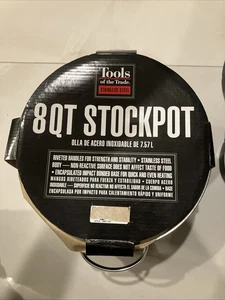 Tools
of the Trade.
STAINLESS STEEL
8QT STOCKPOT
OLLA DE ACERO INOXIDABLE DE 7.57 L
RIVETED HANDLES FOR STRENGTH AND STABILITY • STAINLESS STEEL
BODY — NON REACTIVE SURFACE DOES NOT AFFECT TASTE OF FOOD
• ENCAPSULATED IMPACT BONDED BASE FOR QUICK AND EVEN HEATING
MANGOS REMACHADOS PARA FUERZA Y ESTABILIDAD • CUERPO ACERO
INOXIDABLE — SUPERFICIE NO REACTIVA NO AFECTA EL SABOR DE LA COMIDA • BASE
ENCAPSULADA POR IMPACTO PARA CALENTAMIENTO RÁPIDO Y UNIFORME